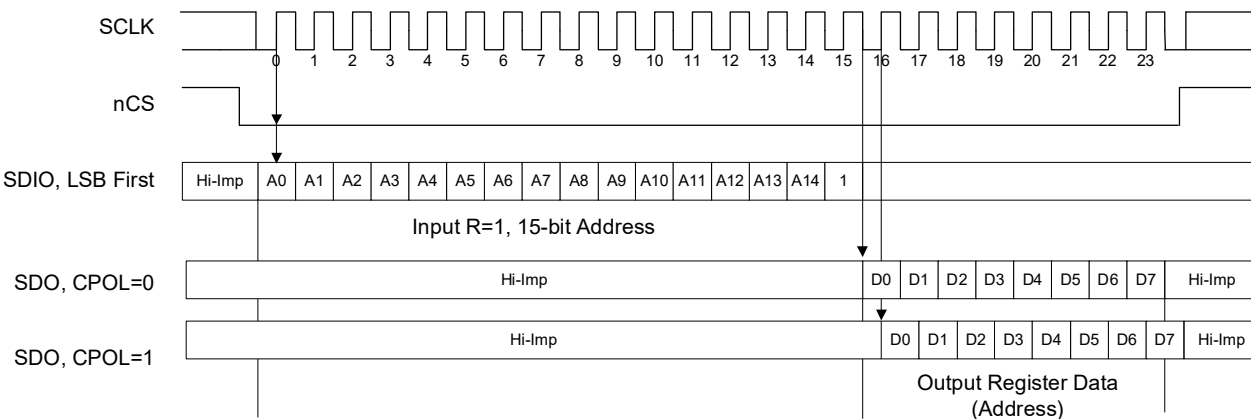 SCLK
0 1 2 3 4 5 6 7 8 9 10 11 12 13 14 15 16 17 18 19 20 21 22 23
nCS
SDIO, LSB First
Hi-Imp A0 A1 A2 A3 A4 A5 A6 A7 A8 A9 A10 A11 A12 A13 A14 1
Input R=1, 15-bit Address
SDO, CPOL=0
Hi-Imp D0 D1 D2 D3 D4 D5 D6 D7 Hi-Imp
SDO, CPOL=1
Hi-Imp D0 D1 D2 D3 D4 D5 D6 D7 Hi-Imp
Output Register Data
(Address)